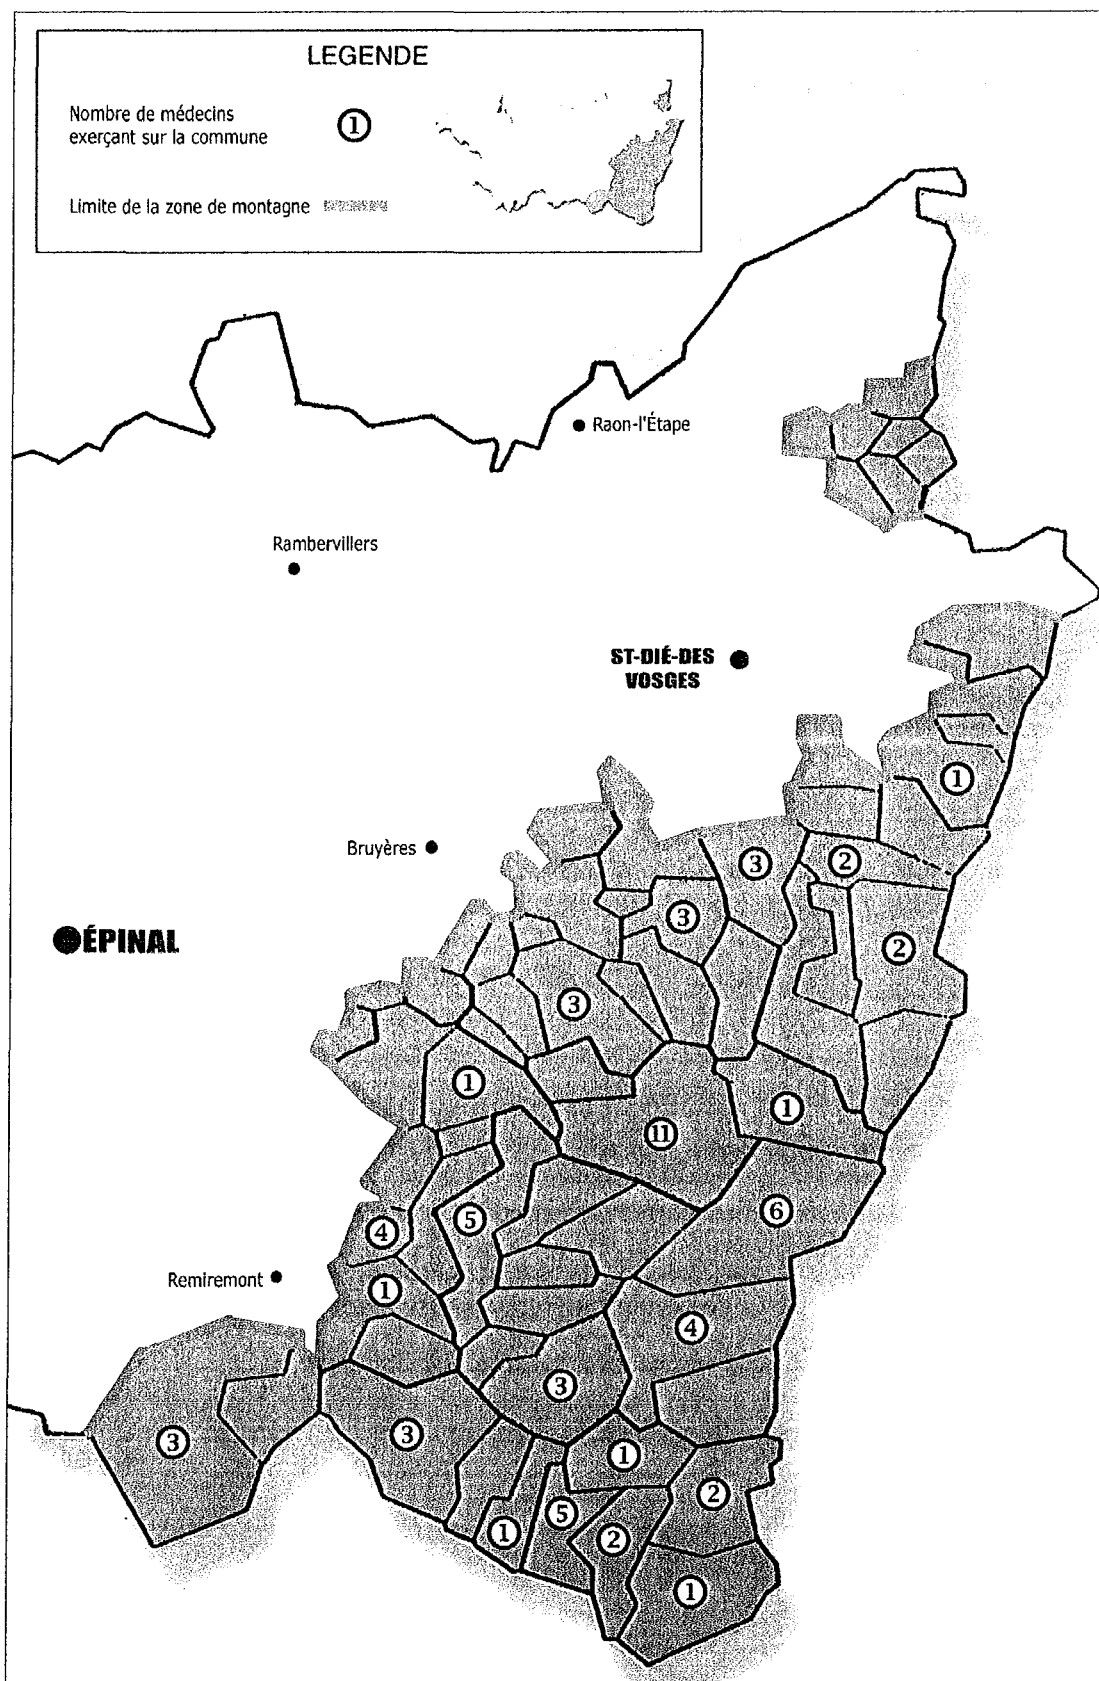 LEGENDE
Nombre de médecins
exerçant sur la commune
1
Limite de la zone de montagne
Raon-l'Étape
Rambervillers
ST-DIÉ-DES
VOSGES
1
Bruyères
3
2
3
ÉPINAL
2
3
1
1
11
5
6
4
Remiremont
1
4
3
3
3
1
2
5
1
2
1